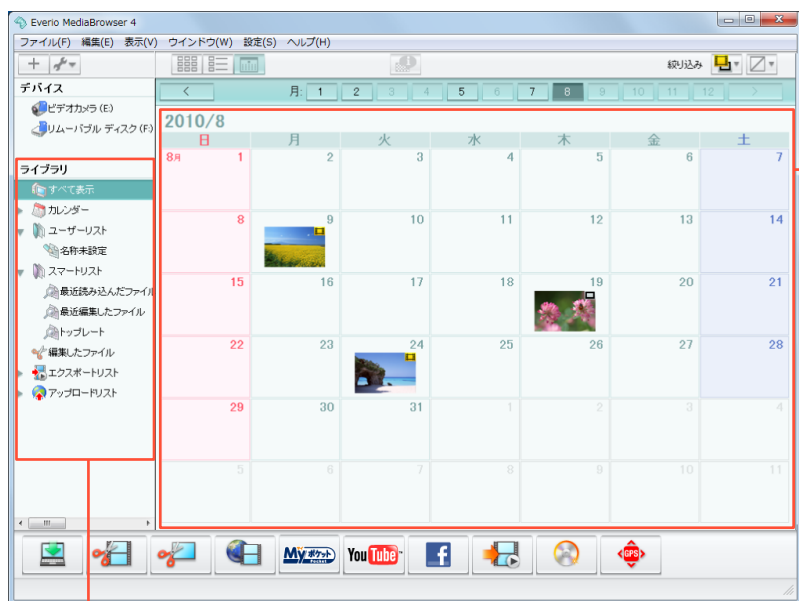 Everio MediaBrowser 4
ファイル(F) 編集(E) 表示(V) ウインドウ(W) 設定(S) ヘルプ(H)
絞り込み
デバイス
ビデオカメラ (E:)
リムーバブル ディスク (F:)
ライブラリ
すべて表示
カレンダー
ユーザーリスト
名称未設定
スマートリスト
最近読み込んだファイル
最近編集したファイル
トップレート
編集したファイル
エクスポートリスト
アップロードリスト
< 月: 1 2 3 4 5 6 7 8 9 10 11 12 >
2010/8
日 月 火 水 木 金 土
8月 1 2 3 4 5 6 7
8 9 10 11 12 13 14
15 16 17 18 19 20 21
22 23 24 25 26 27 28
29 30 31 1 2 3 4
5 6 7 8 9 10 11
Myポケット Pocket YouTube f GPS